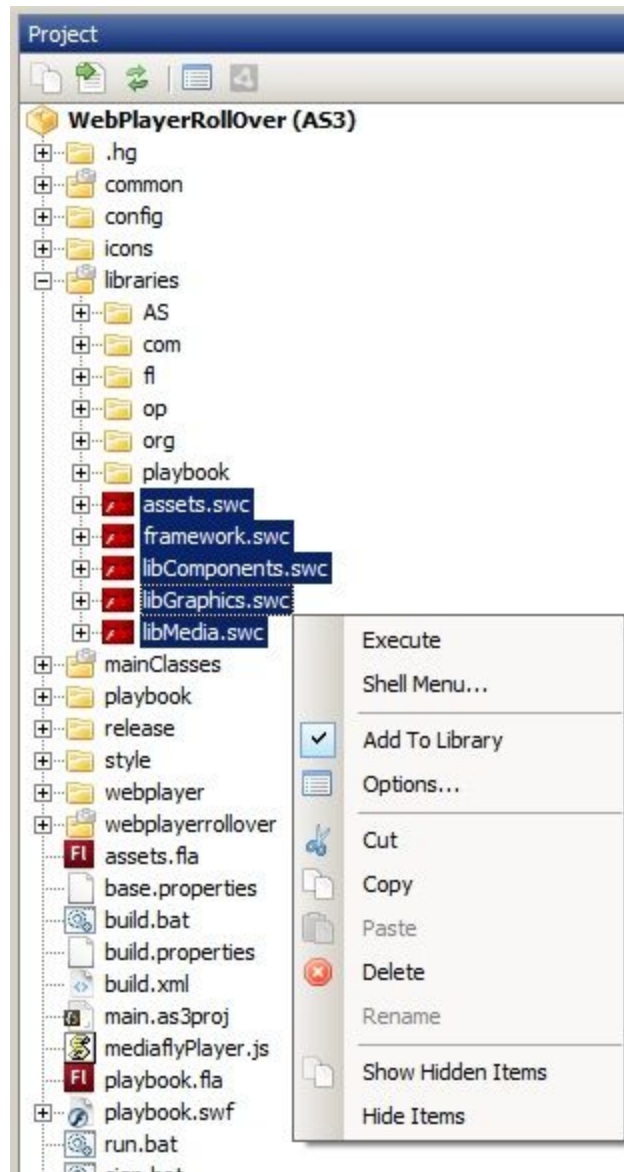 Project
WebPlayerRollOver (AS3)
.hg
common
config
icons
libraries
AS
com
fl
op
org
playbook
assets.swc
framework.swc
libComponents.swc
libGraphics.swc
libMedia.swc
mainClasses
playbook
release
style
webplayer
webplayerrollover
assets.fla
base.properties
build.bat
build.properties
build.xml
main.as3proj
mediaflyPlayer.js
playbook.fla
playbook.swf
run.bat
Execute
Shell Menu...
Add To Library
Options...
Cut
Copy
Paste
Delete
Rename
Show Hidden Items
Hide Items